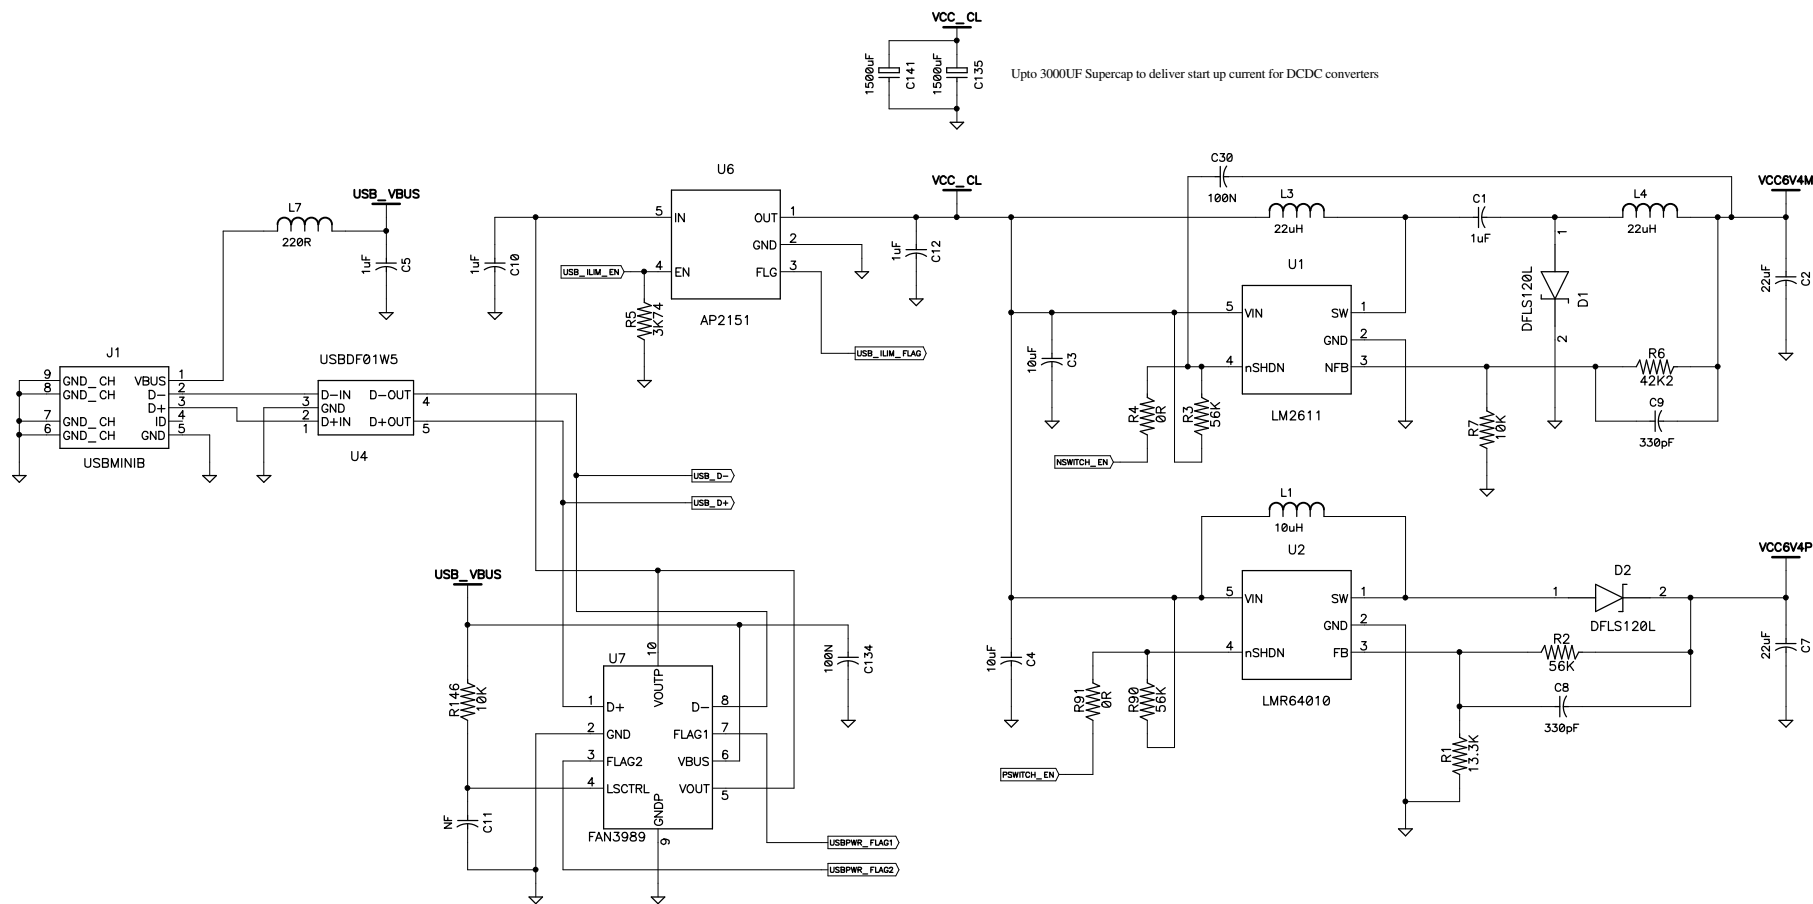 VCC_CL
1500uF
C141
1500uF
C135
Upto 3000UF Supercap to deliver start up current for DCDC converters
U6
VCC_CL
C30
100N
L3
22uH
C1
1uF
L4
22uH
VCC6V4M
USB_VBUS
L7
220R
1uF
C5
1uF
C10
5 IN
OUT 1
GND 2
USB_ILIM_EN
4 EN
FLG 3
AP2151
R5
3K74
USB_ILIM_FLAG
1uF
C12
U1
5 VIN
SW 1
GND 2
4 nSHDN
NFB 3
LM2611
10uF
C3
R4
0R
R3
56K
NSWITCH_EN
1
DFLS120L
D1
2
22uF
C2
R6
42K2
C9
330pF
R7
10K
J1
9 GND_CH
VBUS 1
8 GND_CH
D- 2
D+ 3
7 GND_CH
ID 4
6 GND_CH
GND 5
USBMINIB
USBDF01W5
D-IN
D-OUT 4
3 GND
2 D+IN
D+OUT 5
1
U4
USB_D-
USB_D+
L1
10uH
U2
5 VIN
SW 1
GND 2
4 nSHDN
FB 3
LMR64010
10uF
C4
R91
0R
R90
56K
PSWITCH_EN
VCC6V4P
D2
1
2
DFLS120L
R2
56K
C8
330pF
22uF
C7
R1
13.3K
USB_VBUS
R146
10K
NF
C11
100N
C134
U7
10
VOUTP
1 D+
D- 8
2 GND
FLAG1 7
3 FLAG2
VBUS 6
4 LSCTRL
VOUT 5
GNDP
9
FAN3989
USBPWR_FLAG1
USBPWR_FLAG2